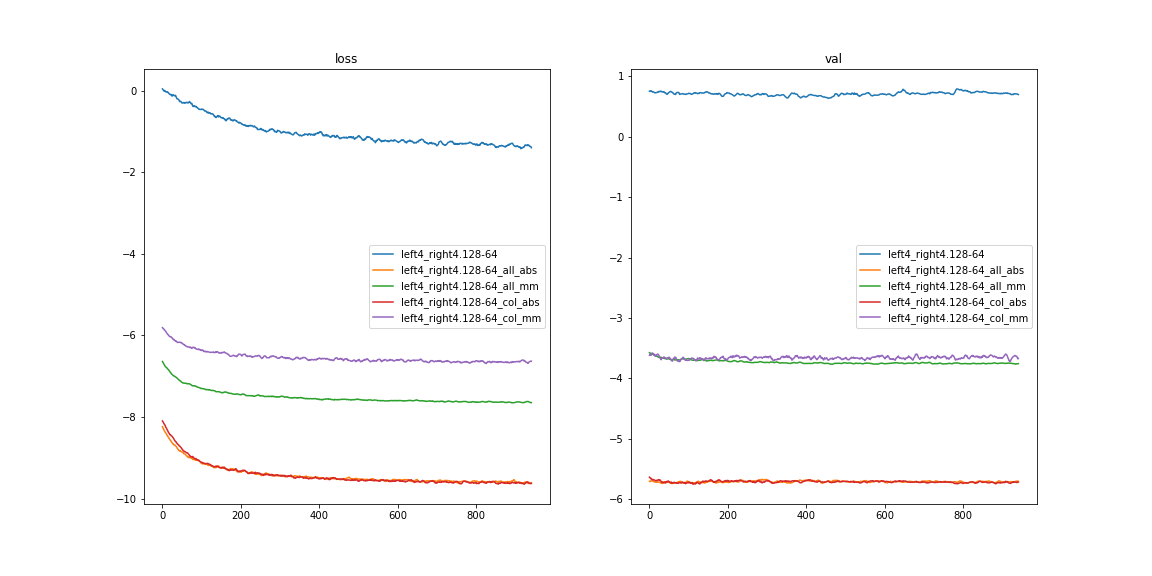 loss
0
−2
−4
−6
−8
−10
0
200
400
600
800
left4_right4.128-64
left4_right4.128-64_all_abs
left4_right4.128-64_all_mm
left4_right4.128-64_col_abs
left4_right4.128-64_col_mm
val
1
0
−1
−2
−3
−4
−5
−6
0
200
400
600
800
left4_right4.128-64
left4_right4.128-64_all_abs
left4_right4.128-64_all_mm
left4_right4.128-64_col_abs
left4_right4.128-64_col_mm